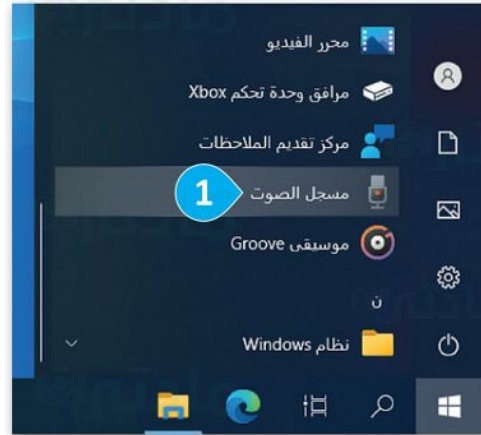 محرر الفيديو
مرافق وحدة تحكم Xbox
مركز تقديم الملاحظات
مسجل الصوت
1
موسيقى Groove
ن
نظام Windows